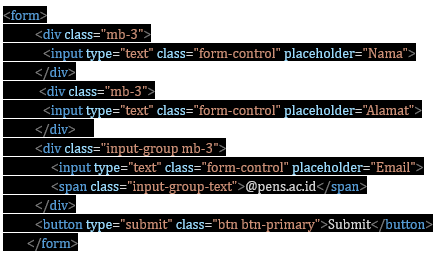 <form>
<div class="mb-3">
<input type="text" class="form-control" placeholder="Nama">
</div>
<div class="mb-3">
<input type="text" class="form-control" placeholder="Alamat">
</div>
<div class="input-group mb-3">
<input type="text" class="form-control" placeholder="Email">
<span class="input-group-text">@pens.ac.id</span>
</div>
<button type="submit" class="btn btn-primary">Submit</button>
</form>